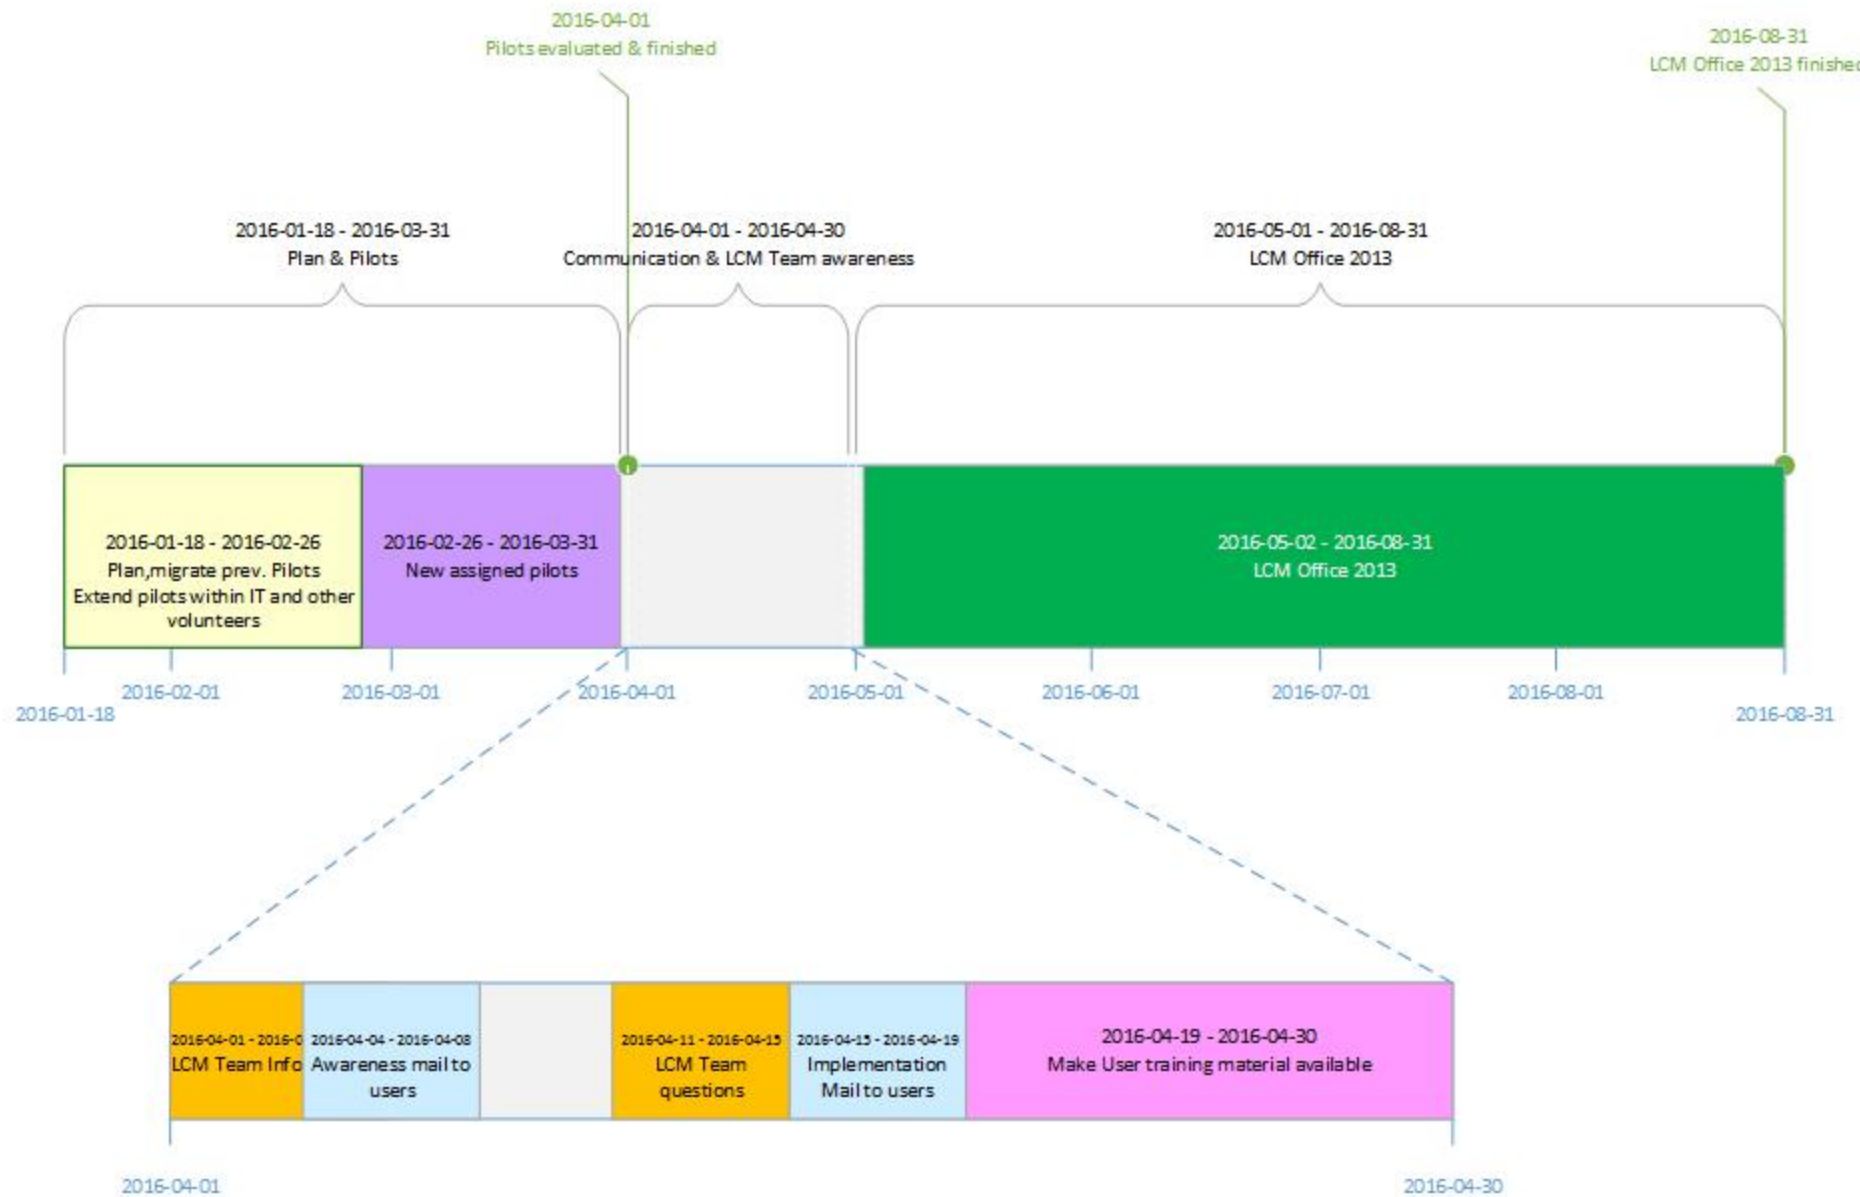 2016-04-01
Pilots evaluated & finished
2016-08-31
LCM Office 2013 finished
2016-01-18 - 2016-03-31
Plan & Pilots
2016-04-01 - 2016-04-30
Communication & LCM Team awareness
2016-05-01 - 2016-08-31
LCM Office 2013
2016-01-18 - 2016-02-26
Plan,migrate prev. Pilots
Extend pilots within IT and other
volunteers
2016-02-26 - 2016-03-31
New assigned pilots
2016-05-02 - 2016-08-31
LCM Office 2013
2016-01-18
2016-02-01
2016-03-01
2016-04-01
2016-05-01
2016-06-01
2016-07-01
2016-08-01
2016-08-31
2016-04-01 - 2016-0
LCM Team Info
2016-04-04 - 2016-04-08
Awareness mail to
users
2016-04-11 - 2016-04-15
LCM Team
questions
2016-04-15 - 2016-04-19
Implementation
Mail to users
2016-04-19 - 2016-04-30
Make User training material available
2016-04-01
2016-04-30